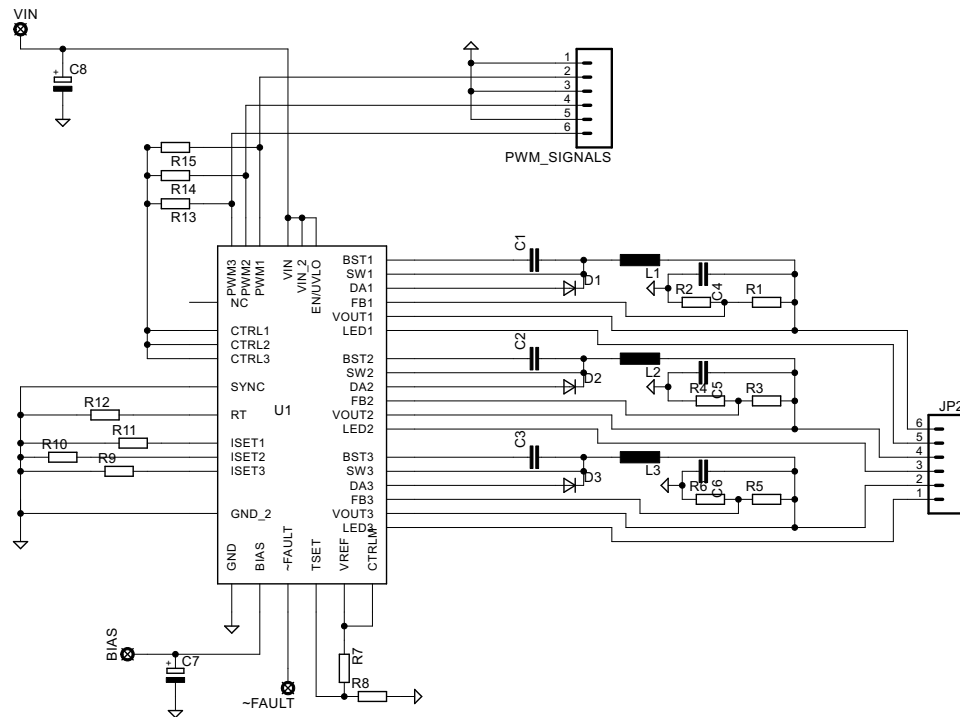 VIN
+
C8
1
2
3
4
5
6
PWM_SIGNALS
R15
R14
R13
PWM3
PWM2
PWM1
VIN
VIN_2
EN/UVLO
NC
CTRL1
CTRL2
CTRL3
SYNC
RT
ISET1
ISET2
ISET3
GND_2
U1
R12
R11
R10
R9
BST1
SW1
DA1
FB1
VOUT1
LED1
BST2
SW2
DA2
FB2
VOUT2
LED2
BST3
SW3
DA3
FB3
VOUT3
LED3
C1
D1
L1
C4
R2
R1
C2
D2
L2
C5
R4
R3
C3
D3
L3
C6
R6
R5
JP2
6
5
4
3
2
1
GND
BIAS
~FAULT
TSET
VREF
CTRLM
BIAS
+
C7
~FAULT
R7
R8